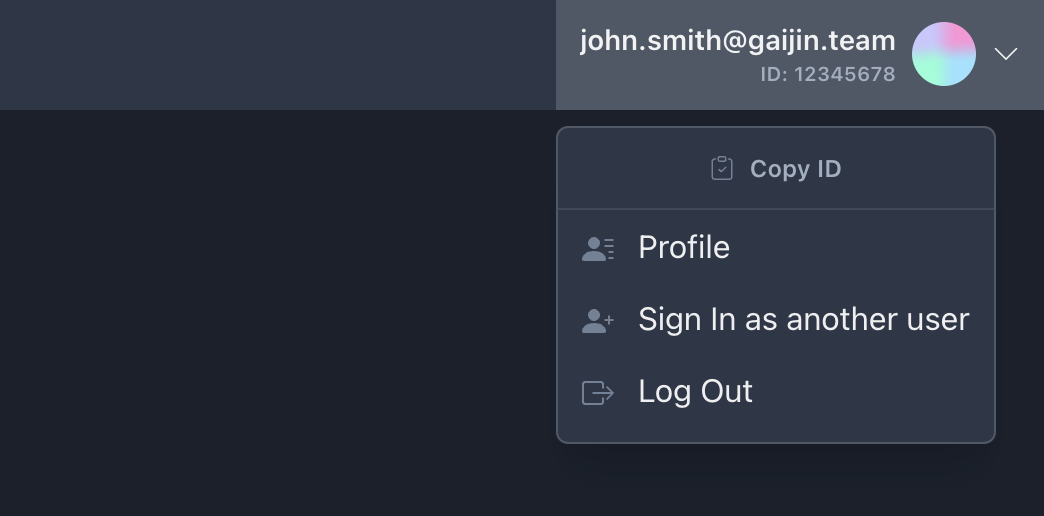 john.smith@gaijin.team
ID: 12345678
Copy ID
Profile
Sign In as another user
Log Out